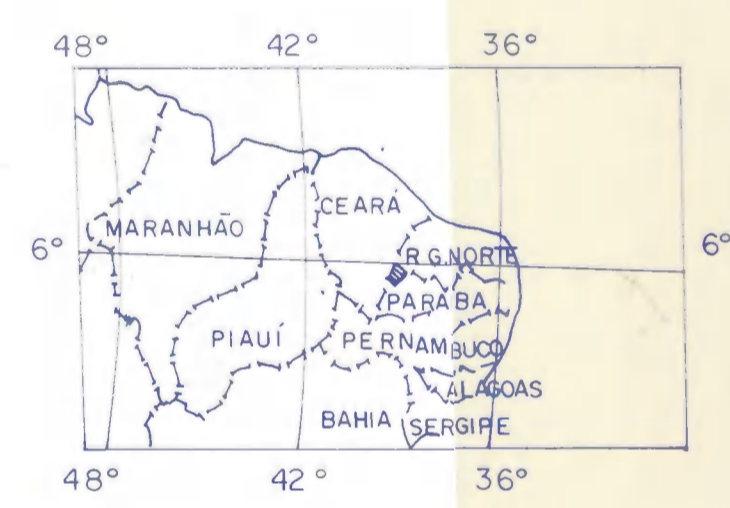 48° 42° 36°
CEARÁ
MARANHÃO
6° R.G.NORTE 6°
PARABA
PIAUÍ PERNAMBUCO
ALAGOAS
BAHIA SERGIPE
48° 42° 36°